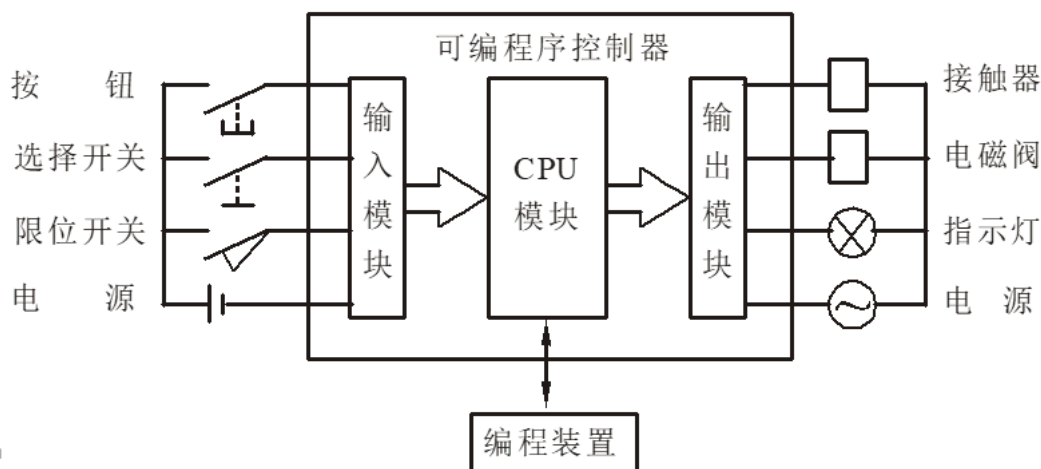 可编程序控制器
按 钮
选择开关
限位开关
电 源
输入模块
CPU
模块
输出模块
接触器
电磁阀
指示灯
电 源
编程装置